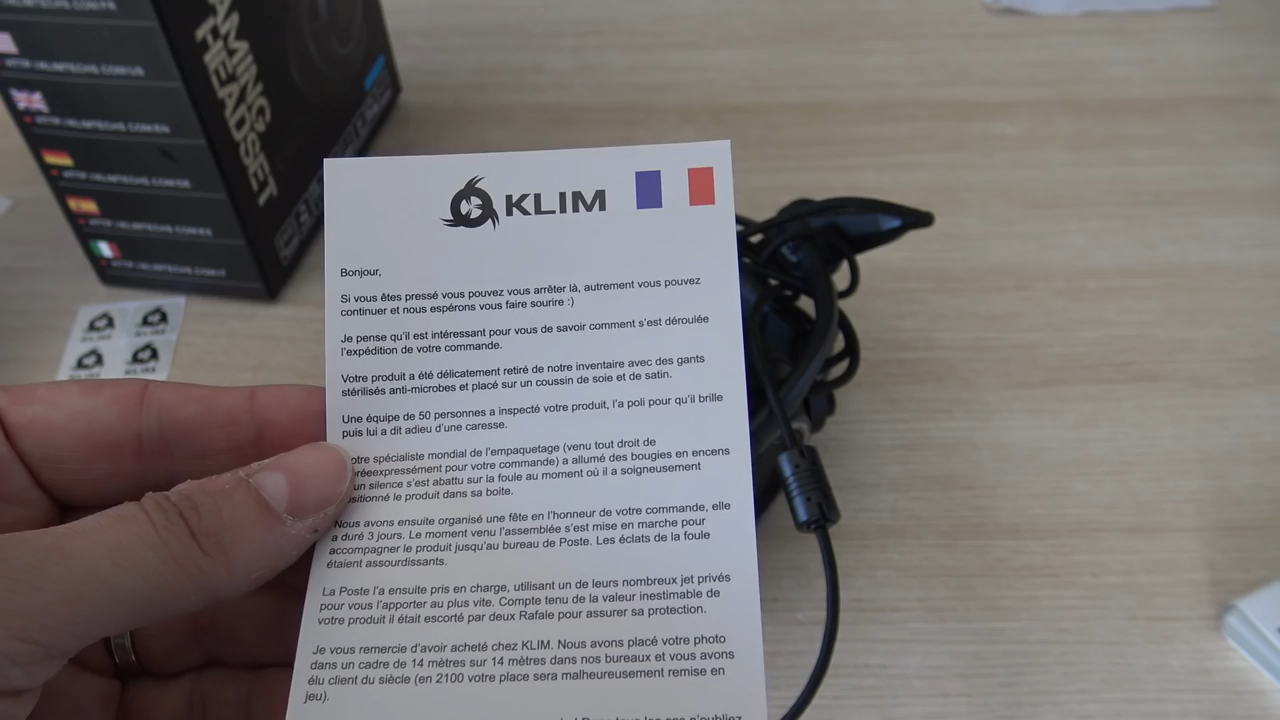 AMING
HEADSET
KLIM
Bonjour,
Si vous êtes pressé vous pouvez vous arrêter là, autrement vous pouvez
continuer et nous espérons vous faire sourire :)
Je pense qu'il est intéressant pour vous de savoir comment s'est déroulée
l'expédition de votre commande.
Votre produit a été délicatement retiré de notre inventaire avec des gants
stérilisés anti-microbes et placé sur un coussin de soie et de satin.
Une équipe de 50 personnes a inspecté votre produit, l'a poli pour qu'il brille
puis lui a dit adieu d'une caresse.
otre spécialiste mondial de l'empaquetage (venu tout droit de
réeexpressément pour votre commande) a allumé des bougies en encens
un silence s'est abattu sur la foule au moment où il a soigneusement
sitionné le produit dans sa boite.
Nous avons ensuite organisé une fête en l'honneur de votre commande, elle
a duré 3 jours. Le moment venu l'assemblée s'est mise en marche pour
accompagner le produit jusqu'au bureau de Poste. Les éclats de la foule
étaient assourdissants.
La Poste l'a ensuite pris en charge, utilisant un de leurs nombreux jet privés
pour vous l'apporter au plus vite. Compte tenu de la valeur inestimable de
votre produit il était escorté par deux Rafale pour assurer sa protection.
Je vous remercie d'avoir acheté chez KLIM. Nous avons placé votre photo
dans un cadre de 14 mètres sur 14 mètres dans nos bureaux et vous avons
élu client du siècle (en 2100 votre place sera malheureusement remise en
jeu).